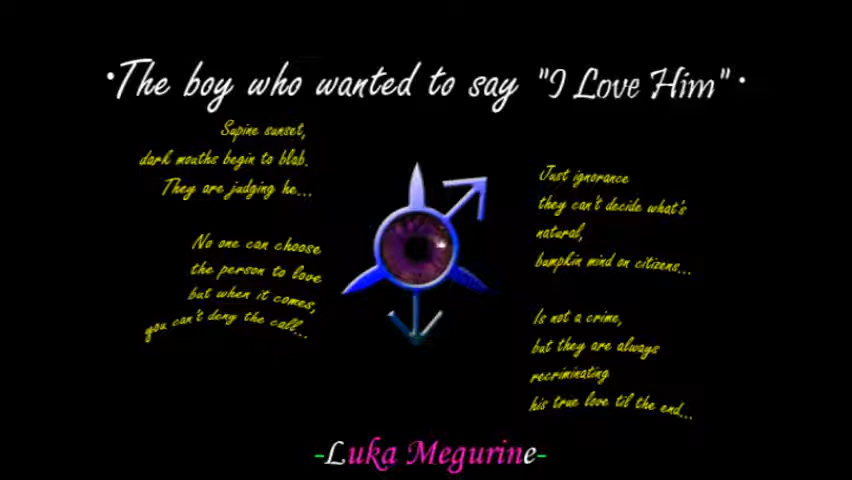 •The boy who wanted to say "I Love Him"•
Supine sunset,
dark mouths begin to blab.
They are judging he...
No one can choose
the person to love
but when it comes,
you can't deny the call...
Just ignorance
they can't decide what's
natural,
bumpkin mind on citizens...
Is not a crime,
but they are always
recriminating
his true love til the end...
-Luka Megurine-